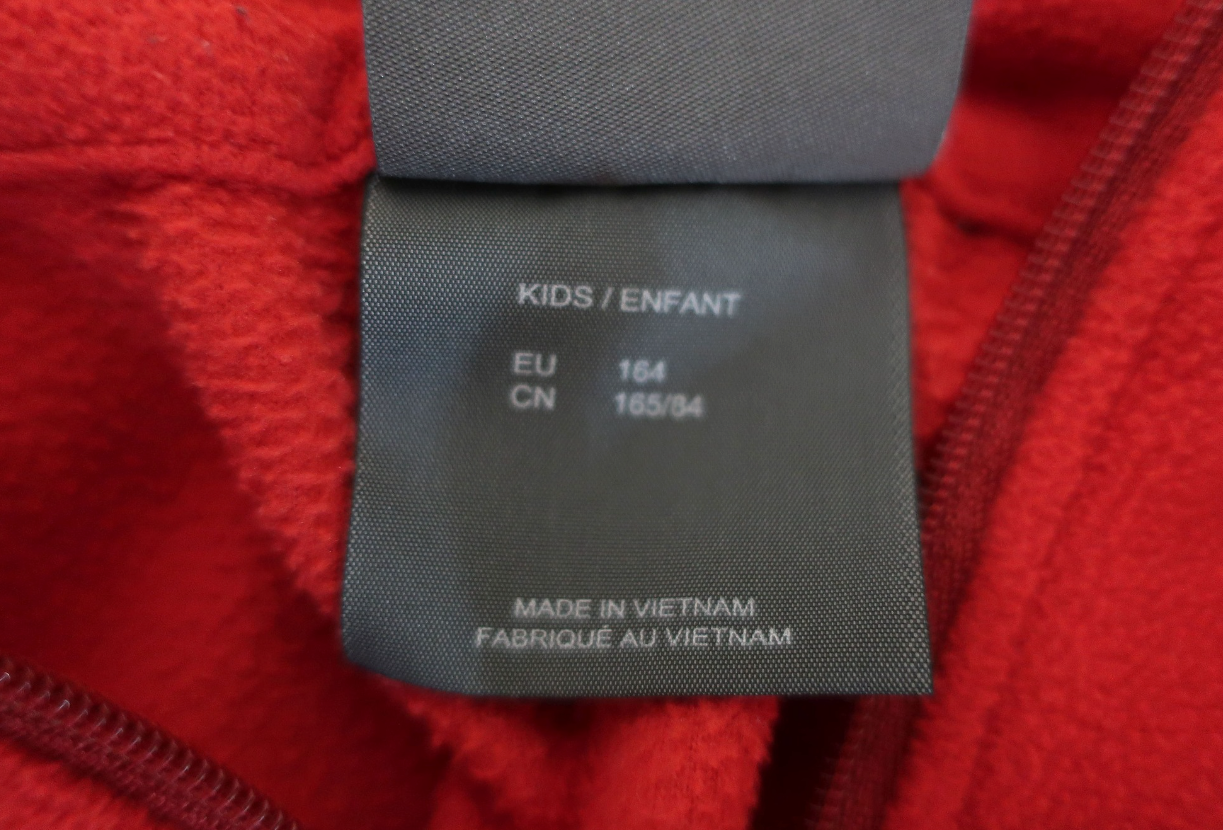 KIDS / ENFANT
EU 164
CN 165/84
MADE IN VIETNAM
FABRIQUÉ AU VIETNAM